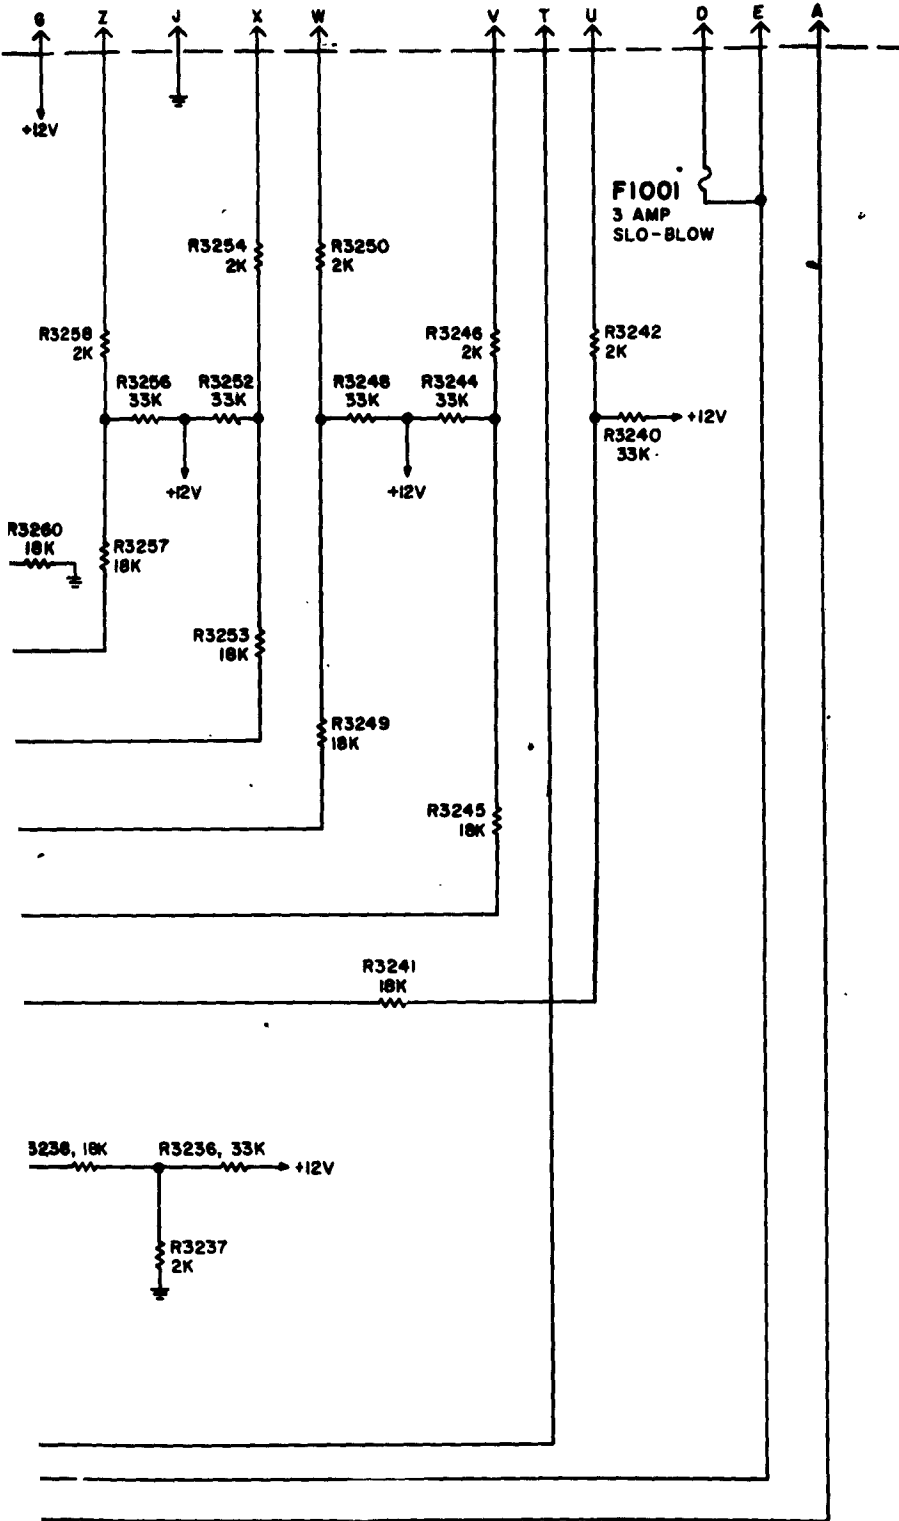 G Z J X W V T U D E A
+12V
F1001
3 AMP
SLO-BLOW
R3254
2K
R3250
2K
R3258
2K
R3246
2K
R3242
2K
R3256
33K
R3252
33K
R3248
33K
R3244
33K
+12V
R3240
33K
+12V
+12V
R3260
18K
R3257
18K
R3253
18K
R3249
18K
R3245
18K
R3241
18K
3238, 18K
R3236, 33K
+12V
R3237
2K